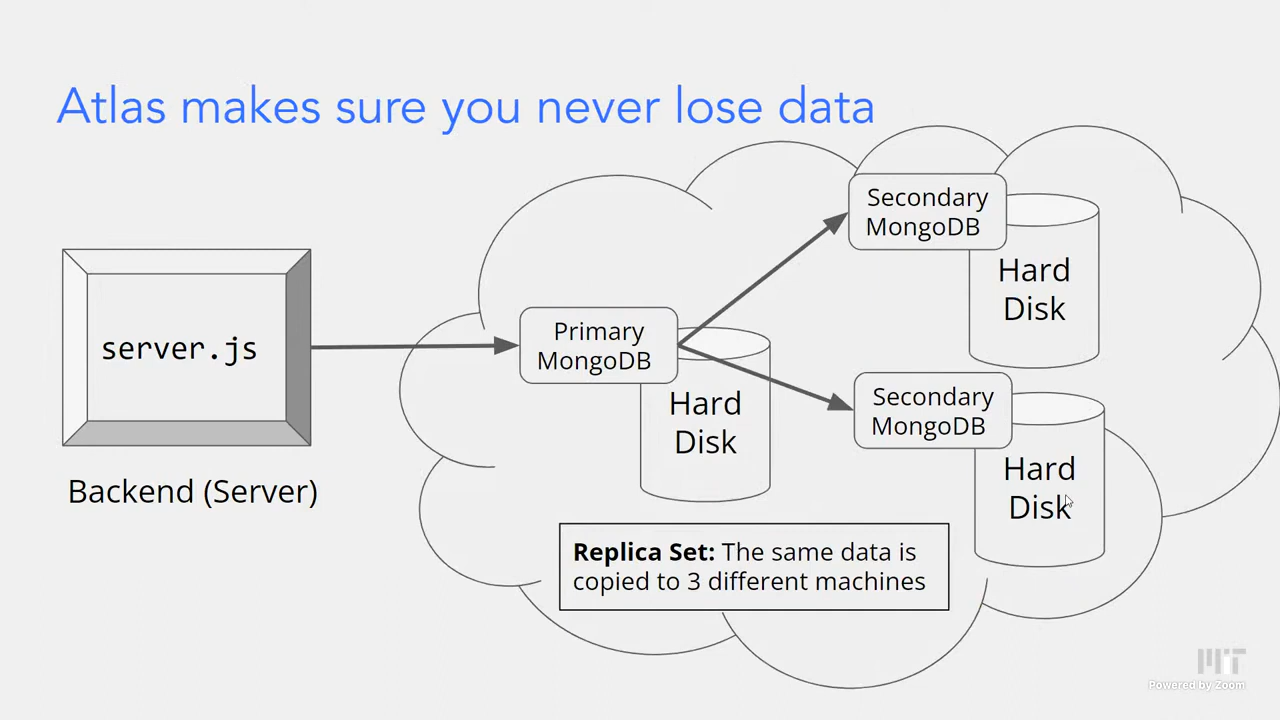 Atlas makes sure you never lose data
server.js
Backend (Server)
Primary
MongoDB
Hard
Disk
Secondary
MongoDB
Hard
Disk
Secondary
MongoDB
Hard
Disk
Replica Set: The same data is
copied to 3 different machines
MIT
Powered by Zoom